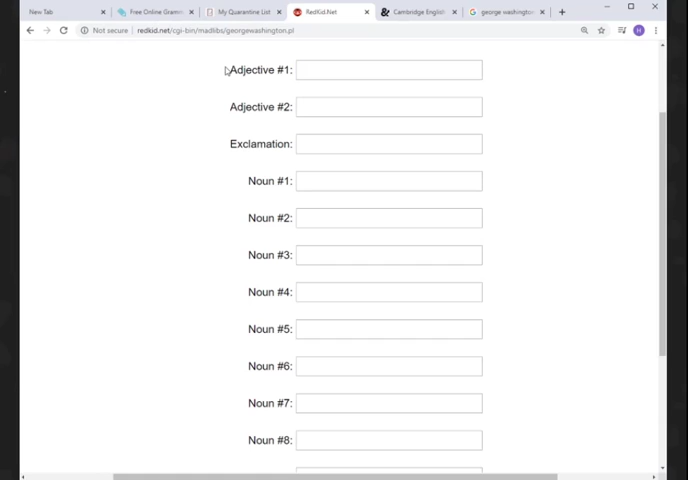 New Tab
Free Online Gramm
My Quarantine List
RedKid.Net
Cambridge English
george washington
Not secure
redkid.net/cgi-bin/madlibs/georgewashington.pl
H
Adjective #1:
Adjective #2:
Exclamation:
Noun #1:
Noun #2:
Noun #3:
Noun #4:
Noun #5:
Noun #6:
Noun #7:
Noun #8: